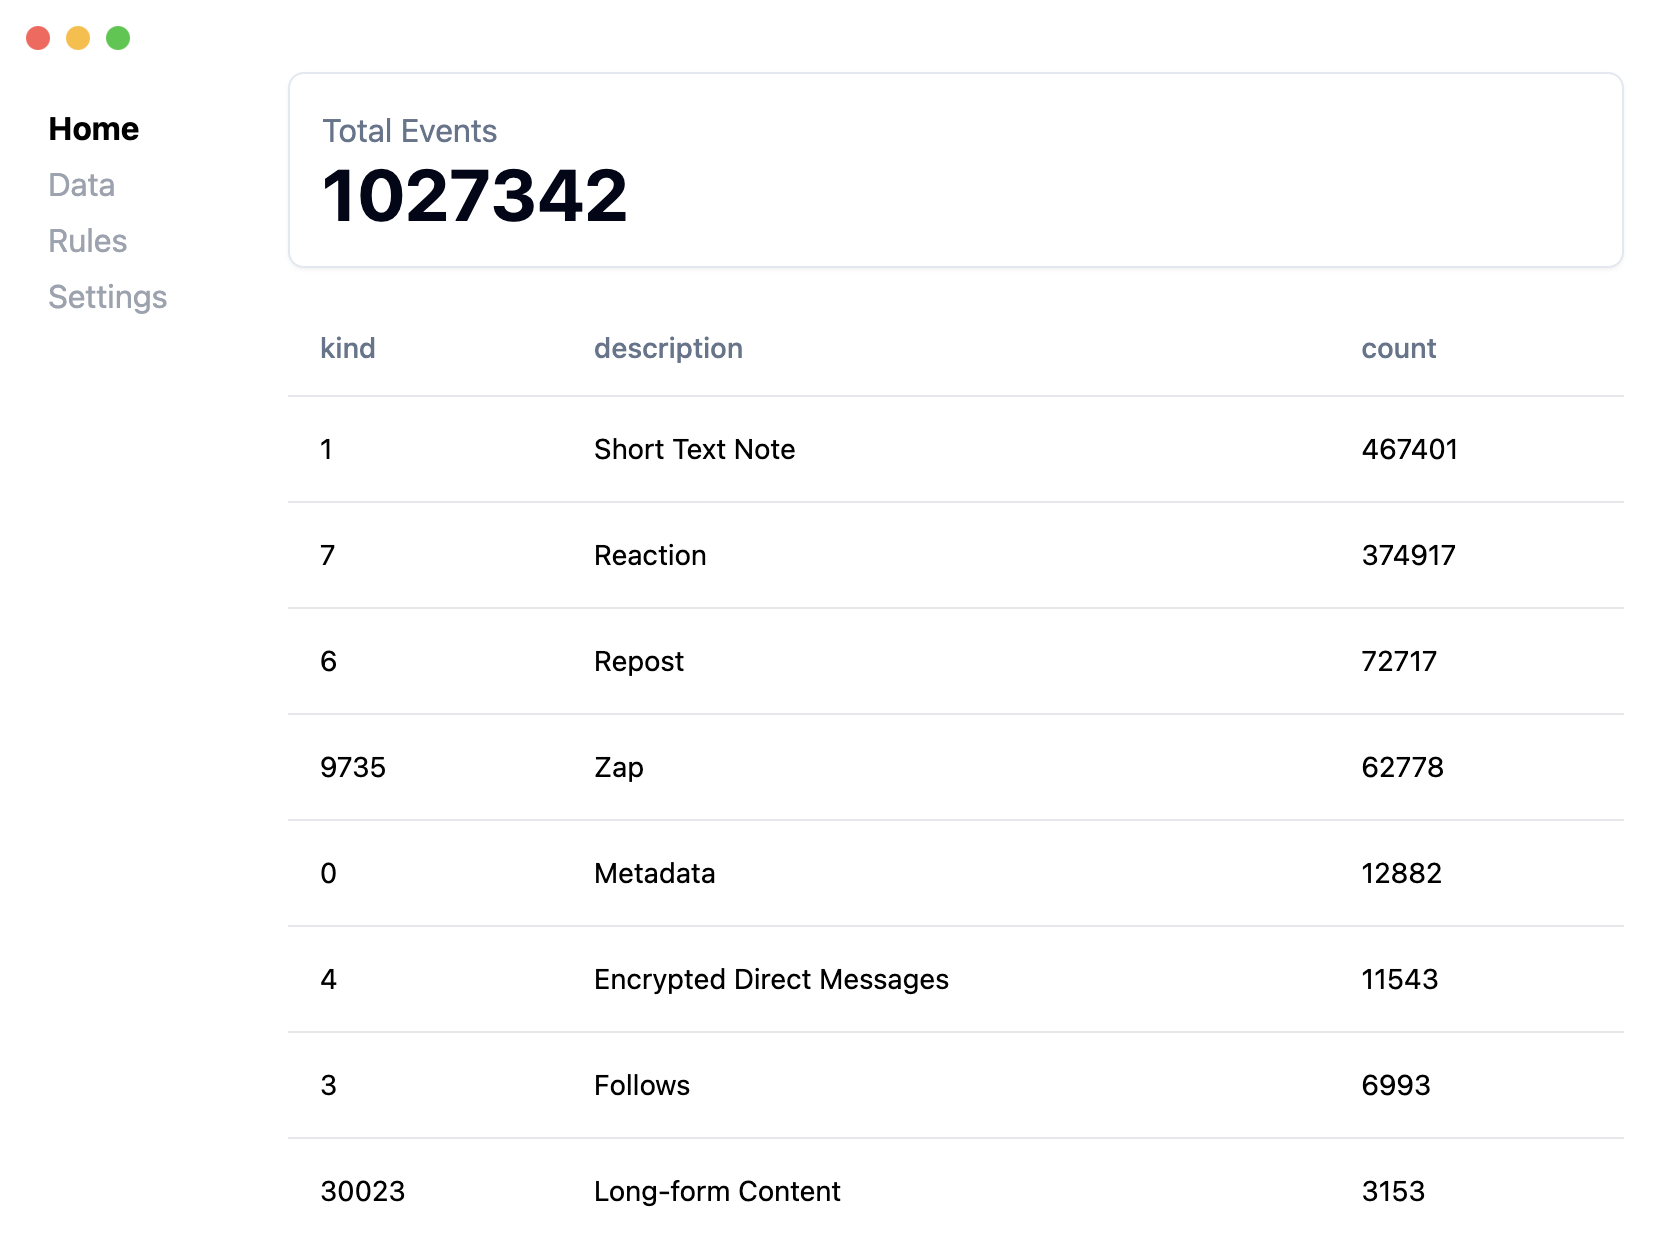 Home
Data
Rules
Settings
Total Events
1027342
kind description count
1 Short Text Note 467401
7 Reaction 374917
6 Repost 72717
9735 Zap 62778
0 Metadata 12882
4 Encrypted Direct Messages 11543
3 Follows 6993
30023 Long-form Content 3153